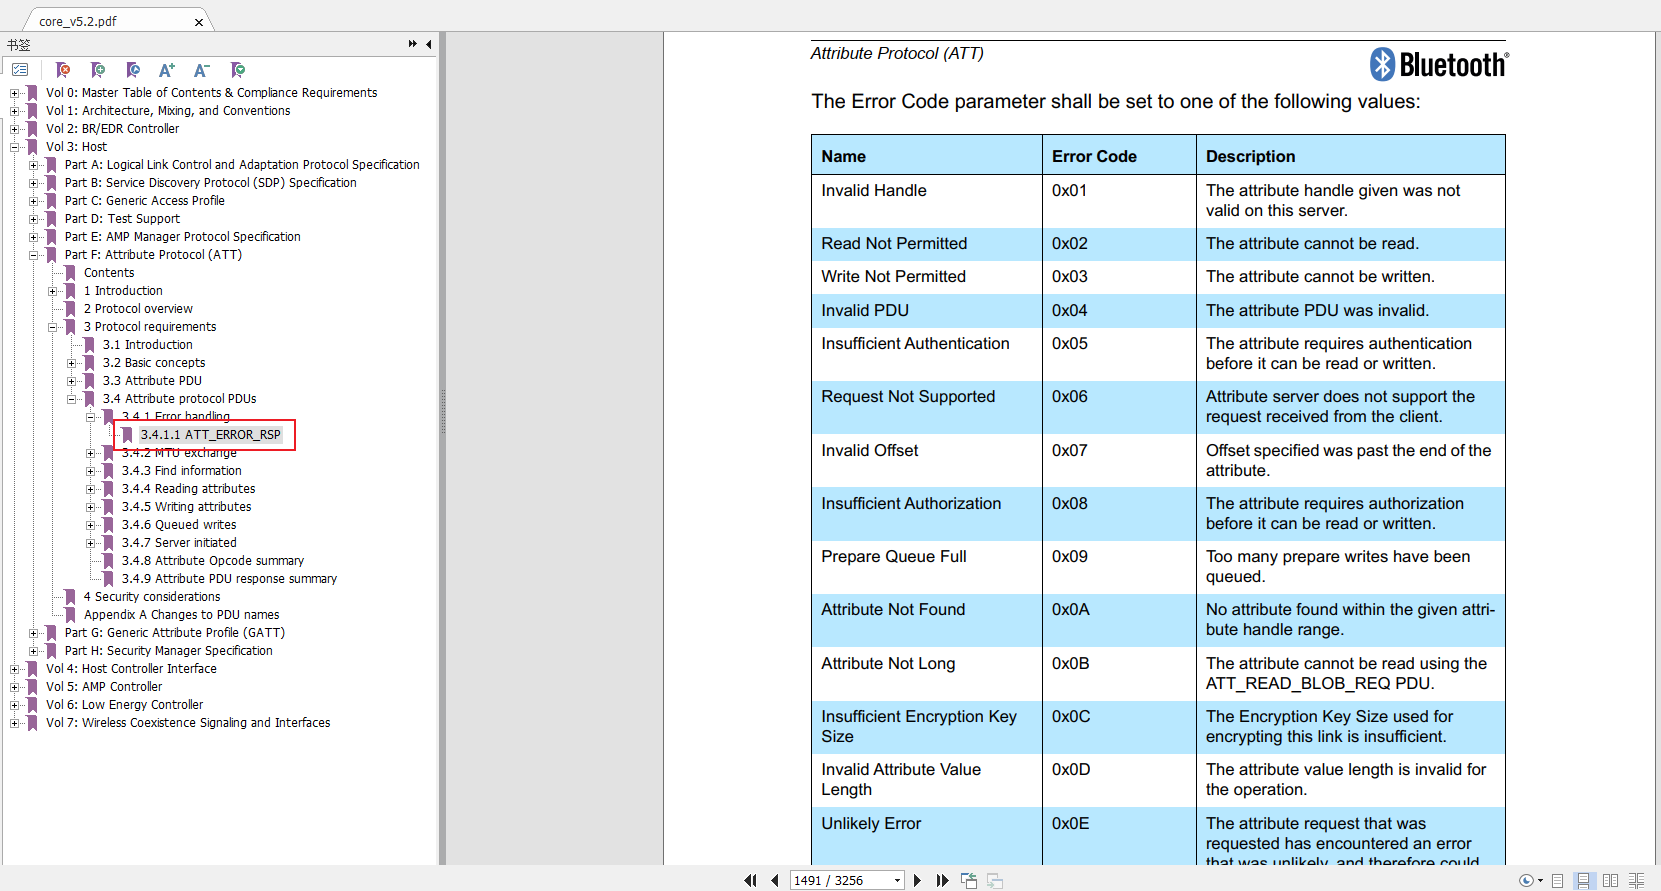 core_v5.2.pdf
书签
Vol 0: Master Table of Contents & Compliance Requirements
Vol 1: Architecture, Mixing, and Conventions
Vol 2: BR/EDR Controller
Vol 3: Host
Part A: Logical Link Control and Adaptation Protocol Specification
Part B: Service Discovery Protocol (SDP) Specification
Part C: Generic Access Profile
Part D: Test Support
Part E: AMP Manager Protocol Specification
Part F: Attribute Protocol (ATT)
Contents
1 Introduction
2 Protocol overview
3 Protocol requirements
3.1 Introduction
3.2 Basic concepts
3.3 Attribute PDU
3.4 Attribute protocol PDUs
3.4.1 Error handling
3.4.1.1 ATT_ERROR_RSP
3.4.2 MTU exchange
3.4.3 Find information
3.4.4 Reading attributes
3.4.5 Writing attributes
3.4.6 Queued writes
3.4.7 Server initiated
3.4.8 Attribute Opcode summary
3.4.9 Attribute PDU response summary
4 Security considerations
Appendix A Changes to PDU names
Part G: Generic Attribute Profile (GATT)
Part H: Security Manager Specification
Vol 4: Host Controller Interface
Vol 5: AMP Controller
Vol 6: Low Energy Controller
Vol 7: Wireless Coexistence Signaling and Interfaces
Attribute Protocol (ATT)
Bluetooth®
The Error Code parameter shall be set to one of the following values:
Name Error Code Description
Invalid Handle 0x01 The attribute handle given was not
valid on this server.
Read Not Permitted 0x02 The attribute cannot be read.
Write Not Permitted 0x03 The attribute cannot be written.
Invalid PDU 0x04 The attribute PDU was invalid.
Insufficient Authentication 0x05 The attribute requires authentication
before it can be read or written.
Request Not Supported 0x06 Attribute server does not support the
request received from the client.
Invalid Offset 0x07 Offset specified was past the end of the
attribute.
Insufficient Authorization 0x08 The attribute requires authorization
before it can be read or written.
Prepare Queue Full 0x09 Too many prepare writes have been
queued.
Attribute Not Found 0x0A No attribute found within the given attri-
bute handle range.
Attribute Not Long 0x0B The attribute cannot be read using the
ATT_READ_BLOB_REQ PDU.
Insufficient Encryption Key 0x0C The Encryption Key Size used for
Size encrypting this link is insufficient.
Invalid Attribute Value 0x0D The attribute value length is invalid for
Length the operation.
Unlikely Error 0x0E The attribute request that was
requested has encountered an error
that was unlikely, and therefore could
1491 / 3256